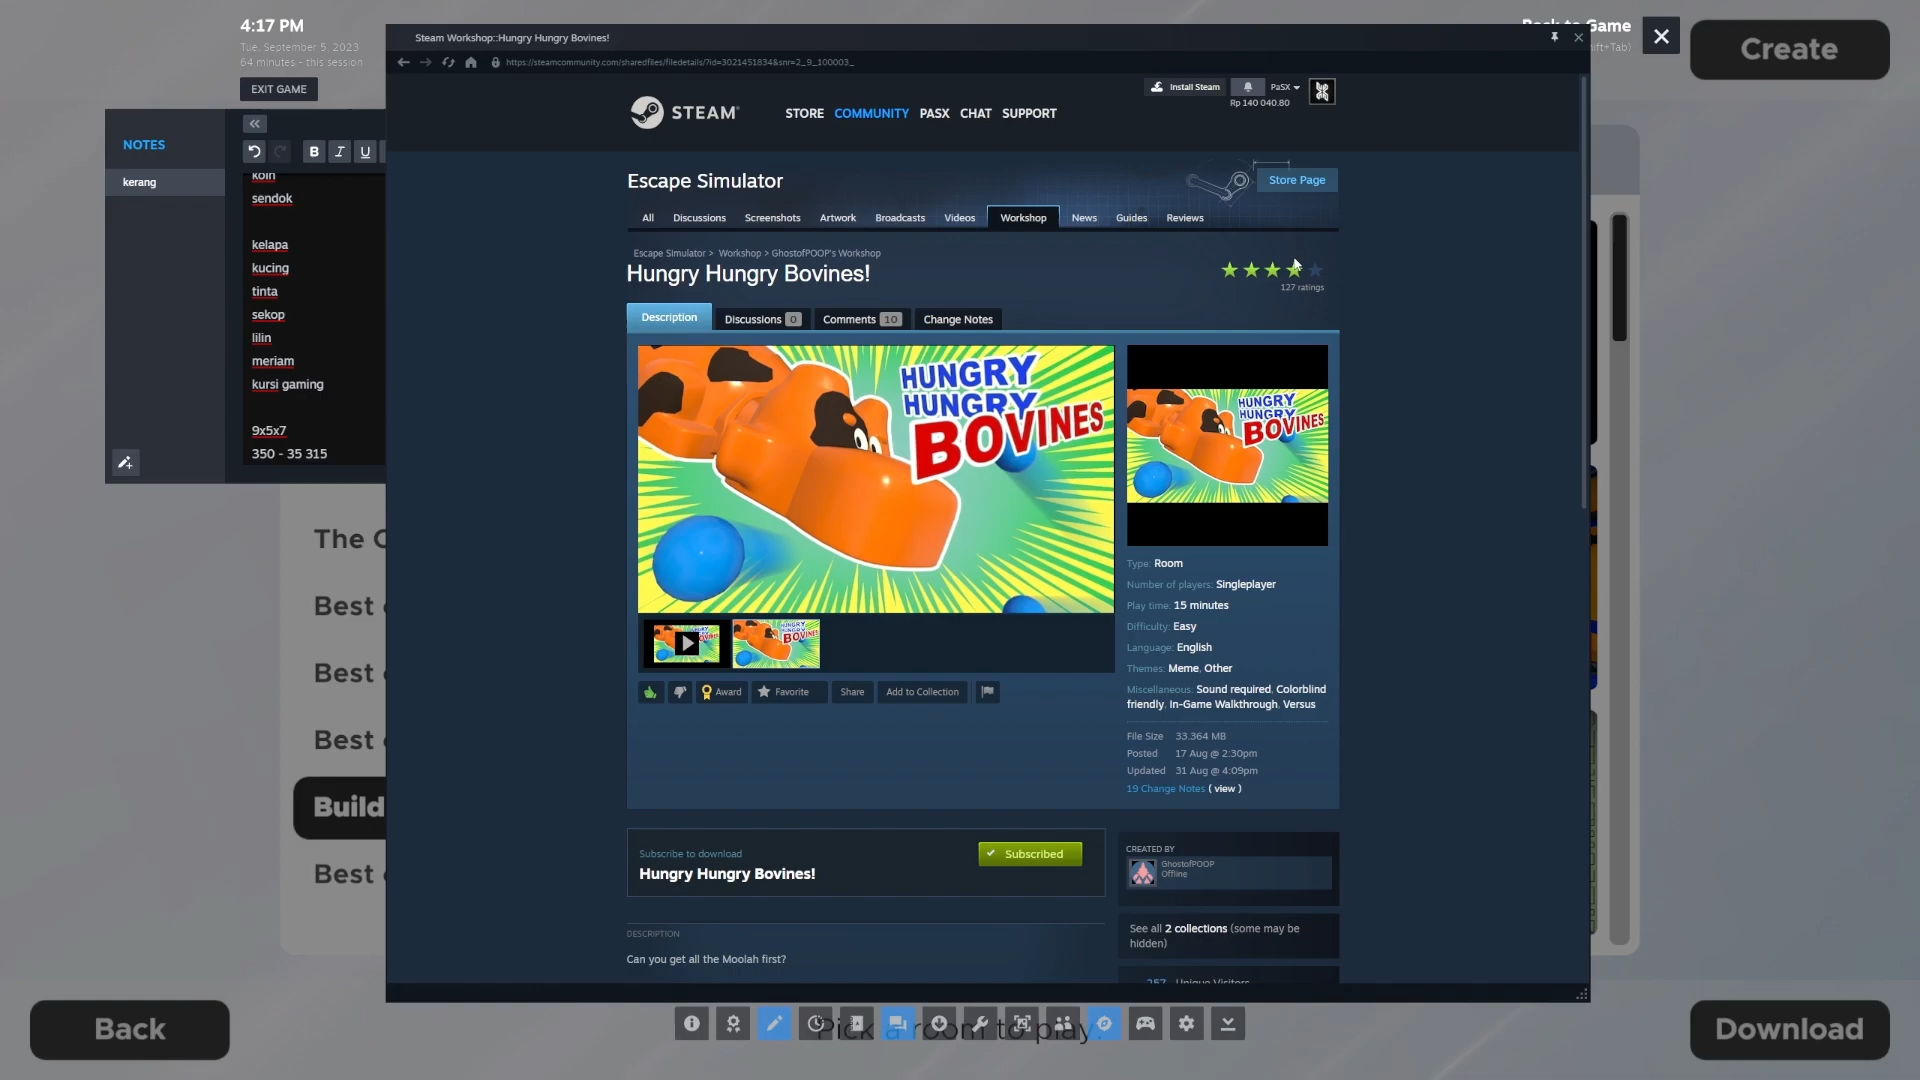 4:17 PM
Tue, September 5, 2023
64 minutes - this session
EXIT GAME
Game
Create
NOTES
kerang
B I U
koin
sendok
kelapa
kucing
tinta
sekop
lilin
meriam
kursi gaming
9x5x7
350 - 35 315
Steam Workshop::Hungry Hungry Bovines!
https://steamcommunity.com/sharedfiles/filedetails/?id=3021451834&snr=2_9_100003_
Install Steam
PaSX
Rp 140 040.80
STEAM
STORE COMMUNITY PASX CHAT SUPPORT
Escape Simulator
Store Page
All Discussions Screenshots Artwork Broadcasts Videos Workshop News Guides Reviews
Escape Simulator > Workshop > GhostofPOOP's Workshop
Hungry Hungry Bovines!
127 ratings
Description Discussions 0 Comments 10 Change Notes
HUNGRY
HUNGRY
BOVINES
HUNGRY
HUNGRY
BOVINES
Type: Room
Number of players: Singleplayer
Play time: 15 minutes
Difficulty: Easy
Language: English
Themes: Meme, Other
Miscellaneous: Sound required, Colorblind
friendly, In-Game Walkthrough, Versus
Award Favorite Share Add to Collection
File Size 33.364 MB
Posted 17 Aug @ 2:30pm
Updated 31 Aug @ 4:09pm
19 Change Notes ( view )
Subscribe to download
Hungry Hungry Bovines!
Subscribed
CREATED BY
GhostofPOOP
Offline
See all 2 collections (some may be
hidden)
DESCRIPTION
Can you get all the Moolah first?
257 Unique Visitors
The
Best
Best
Best
Build
Best
Back
Pick a room to play
Download